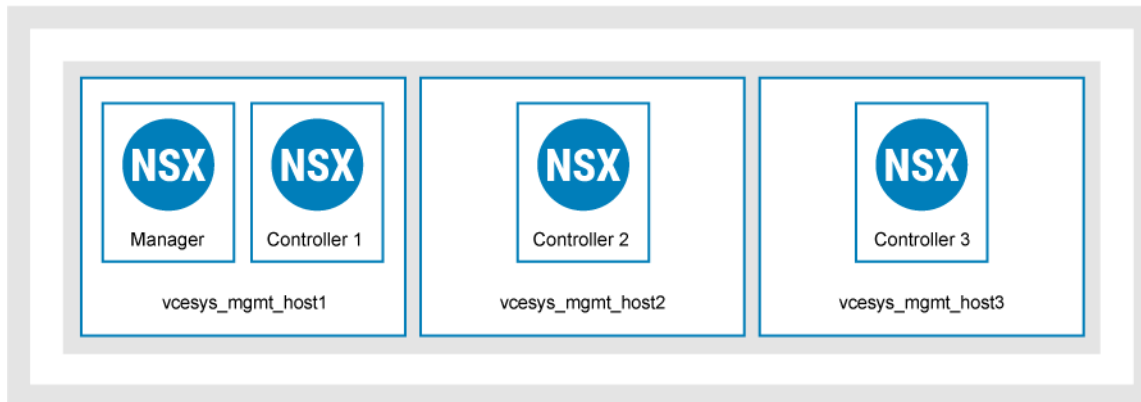 NSX
Manager
NSX
Controller 1
vcesys_mgmt_host1
NSX
Controller 2
vcesys_mgmt_host2
NSX
Controller 3
vcesys_mgmt_host3